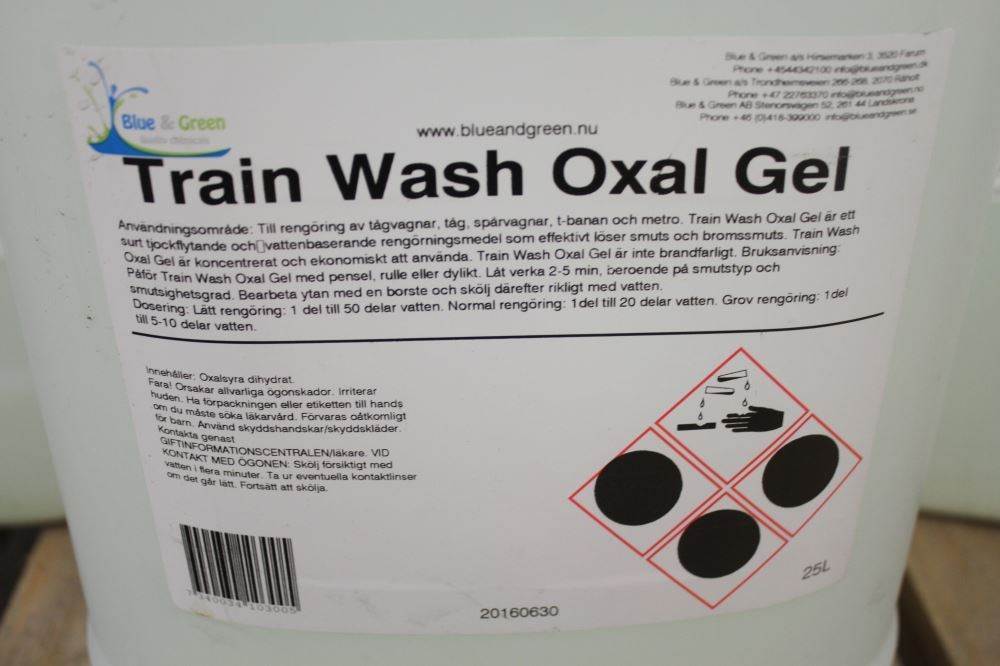 Blue & Green a/s Hirsemarken 3, 3520 Farum
Phone +4544342100 info@blueandgreen.dk
Blue & Green a/s Trondheimsveien 266-268, 2070 Råholt
Phone +47 22763370 info@blueandgreen.no
Blue & Green AB Stenorsvägen 52, 261 44 Landskrona
Phone +46 (0)418-399000 info@blueandgreen.se
Blue & Green
www.blueandgreen.nu
Train Wash Oxal Gel
Användningsområde: Till rengöring av tågvagnar, tåg, spårvagnar, t-banan och metro. Train Wash Oxal Gel är ett
surt tjockflytande och vattenbaserande rengörningsmedel som effektivt löser smuts och bromssmuts. Train Wash
Oxal Gel är koncentrerat och ekonomiskt att använda. Train Wash Oxal Gel är inte brandfarligt. Bruksanvisning:
Påför Train Wash Oxal Gel med pensel, rulle eller dylikt. Låt verka 2-5 min, beroende på smutstyp och
smutsighetsgrad. Bearbeta ytan med en borste och skölj därefter rikligt med vatten.
Dosering: Lätt rengöring: 1 del till 50 delar vatten. Normal rengöring: 1del till 20 delar vatten. Grov rengöring: 1del
till 5-10 delar vatten.
Innehåller: Oxalsyra dihydrat.
Fara! Orsakar allvarliga ögonskador. Irriterar
huden. Ha förpackningen eller etiketten till hands
om du måste söka läkarvård. Förvaras oåtkomligt
för barn. Använd skyddshandskar/skyddskläder.
Kontakta genast
GIFTINFORMATIONSCENTRALEN/läkare. VID
KONTAKT MED ÖGONEN: Skölj försiktigt med
vatten i flera minuter. Ta ur eventuella kontaktlinser
om det går lätt. Fortsätt att skölja.
7 340034 103005
20160630
25L